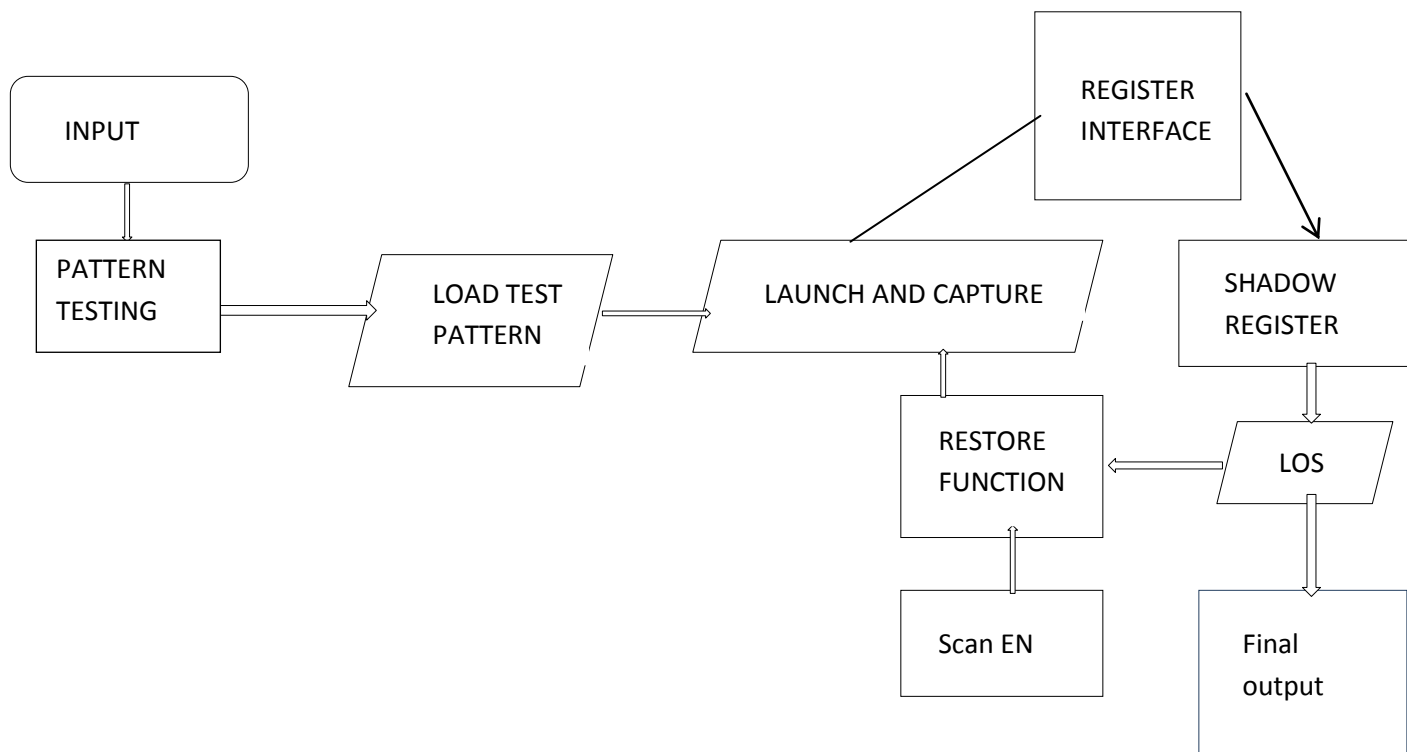 INPUT
PATTERN
TESTING
LOAD TEST
PATTERN
LAUNCH AND CAPTURE
REGISTER
INTERFACE
SHADOW
REGISTER
LOS
RESTORE
FUNCTION
Scan EN
Final
output